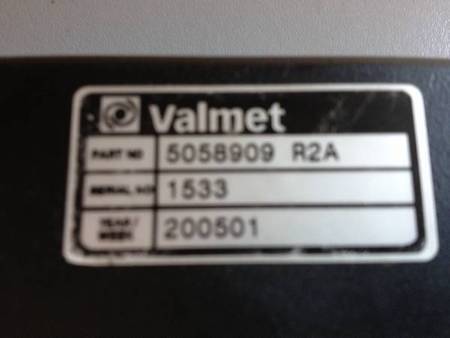 Valmet
PART NO 5058909 R2A
SERIAL NO 1533
YEAR/
WEEK 200501